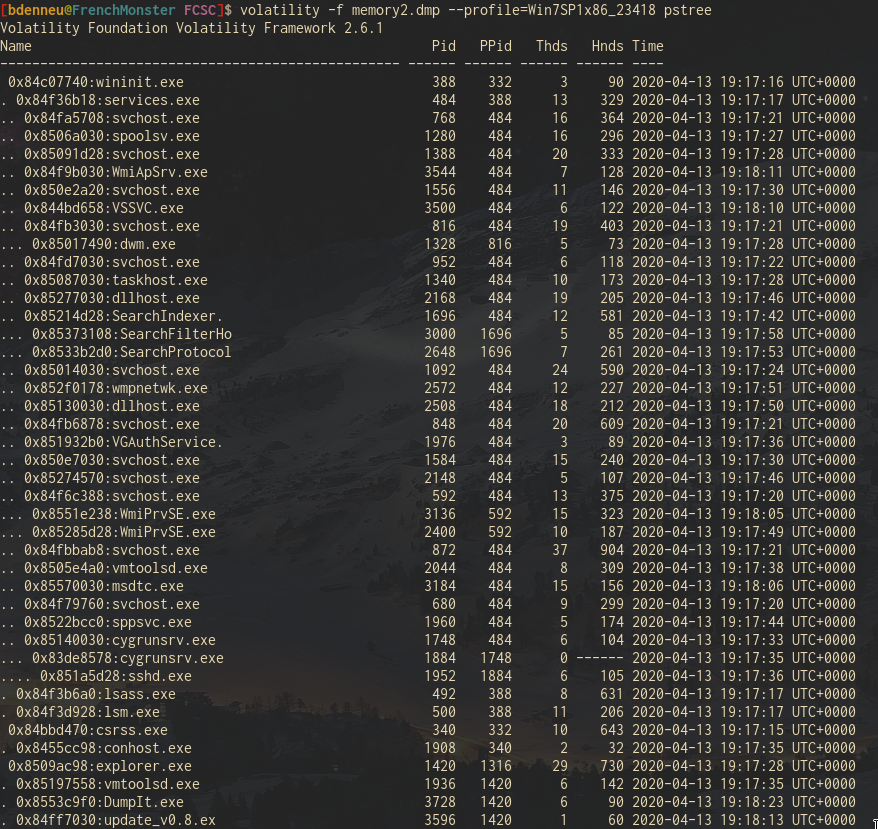 [bdenneu@FrenchMonster FCSC]$ volatility -f memory2.dmp --profile=Win7SP1x86_23418 pstree
Volatility Foundation Volatility Framework 2.6.1
Name                                                  Pid   PPid   Thds   Hnds Time
-------------------------------------------------- ------ ------ ------ ------ ----
 0x84c07740:wininit.exe                               388    332      3     90 2020-04-13 19:17:16 UTC+0000
. 0x84f36b18:services.exe                             484    388     13    329 2020-04-13 19:17:17 UTC+0000
.. 0x84fa5708:svchost.exe                             768    484     16    364 2020-04-13 19:17:21 UTC+0000
.. 0x8506a030:spoolsv.exe                            1280    484     16    296 2020-04-13 19:17:27 UTC+0000
.. 0x85091d28:svchost.exe                            1388    484     20    333 2020-04-13 19:17:28 UTC+0000
.. 0x84f9b030:WmiApSrv.exe                           3544    484      7    128 2020-04-13 19:18:11 UTC+0000
.. 0x850e2a20:svchost.exe                            1556    484     11    146 2020-04-13 19:17:30 UTC+0000
.. 0x844bd658:VSSVC.exe                              3500    484      6    122 2020-04-13 19:18:10 UTC+0000
.. 0x84fb3030:svchost.exe                             816    484     19    403 2020-04-13 19:17:21 UTC+0000
... 0x85017490:dwm.exe                               1328    816      5     73 2020-04-13 19:17:28 UTC+0000
.. 0x84fd7030:svchost.exe                             952    484      6    118 2020-04-13 19:17:22 UTC+0000
.. 0x85087030:taskhost.exe                           1340    484     10    173 2020-04-13 19:17:28 UTC+0000
.. 0x85277030:dllhost.exe                            2168    484     19    205 2020-04-13 19:17:46 UTC+0000
.. 0x85214d28:SearchIndexer.                         1696    484     12    581 2020-04-13 19:17:42 UTC+0000
... 0x85373108:SearchFilterHo                        3000   1696      5     85 2020-04-13 19:17:58 UTC+0000
... 0x8533b2d0:SearchProtocol                        2648   1696      7    261 2020-04-13 19:17:53 UTC+0000
.. 0x85014030:svchost.exe                            1092    484     24    590 2020-04-13 19:17:24 UTC+0000
.. 0x852f0178:wmpnetwk.exe                           2572    484     12    227 2020-04-13 19:17:51 UTC+0000
.. 0x85130030:dllhost.exe                            2508    484     18    212 2020-04-13 19:17:50 UTC+0000
.. 0x84fb6878:svchost.exe                             848    484     20    609 2020-04-13 19:17:21 UTC+0000
.. 0x851932b0:VGAuthService.                         1976    484      3     89 2020-04-13 19:17:36 UTC+0000
.. 0x850e7030:svchost.exe                            1584    484     15    240 2020-04-13 19:17:30 UTC+0000
.. 0x85274570:svchost.exe                            2148    484      5    107 2020-04-13 19:17:46 UTC+0000
.. 0x84f6c388:svchost.exe                             592    484     13    375 2020-04-13 19:17:20 UTC+0000
... 0x8551e238:WmiPrvSE.exe                          3136    592     15    323 2020-04-13 19:18:05 UTC+0000
... 0x85285d28:WmiPrvSE.exe                          2400    592     10    187 2020-04-13 19:17:49 UTC+0000
.. 0x84fbbab8:svchost.exe                             872    484     37    904 2020-04-13 19:17:21 UTC+0000
.. 0x8505e4a0:vmtoolsd.exe                           2044    484      8    309 2020-04-13 19:17:38 UTC+0000
.. 0x85570030:msdtc.exe                              3184    484     15    156 2020-04-13 19:18:06 UTC+0000
.. 0x84f79760:svchost.exe                             680    484      9    299 2020-04-13 19:17:20 UTC+0000
.. 0x8522bcc0:sppsvc.exe                             1960    484      5    174 2020-04-13 19:17:44 UTC+0000
.. 0x85140030:cygrunsrv.exe                          1748    484      6    104 2020-04-13 19:17:33 UTC+0000
... 0x83de8578:cygrunsrv.exe                         1884   1748      0 ------ 2020-04-13 19:17:35 UTC+0000
.... 0x851a5d28:sshd.exe                             1952   1884      6    105 2020-04-13 19:17:36 UTC+0000
. 0x84f3b6a0:lsass.exe                                492    388      8    631 2020-04-13 19:17:17 UTC+0000
. 0x84f3d928:lsm.exe                                  500    388     11    206 2020-04-13 19:17:17 UTC+0000
 0x84bbd470:csrss.exe                                 340    332     10    643 2020-04-13 19:17:15 UTC+0000
. 0x8455cc98:conhost.exe                             1908    340      2     32 2020-04-13 19:17:35 UTC+0000
 0x8509ac98:explorer.exe                             1420   1316     29    730 2020-04-13 19:17:28 UTC+0000
. 0x85197558:vmtoolsd.exe                            1936   1420      6    142 2020-04-13 19:17:35 UTC+0000
. 0x8553c9f0:DumpIt.exe                              3728   1420      6     90 2020-04-13 19:18:23 UTC+0000
. 0x84ff7030:update_v0.8.ex                          3596   1420      1     60 2020-04-13 19:18:13 UTC+0000